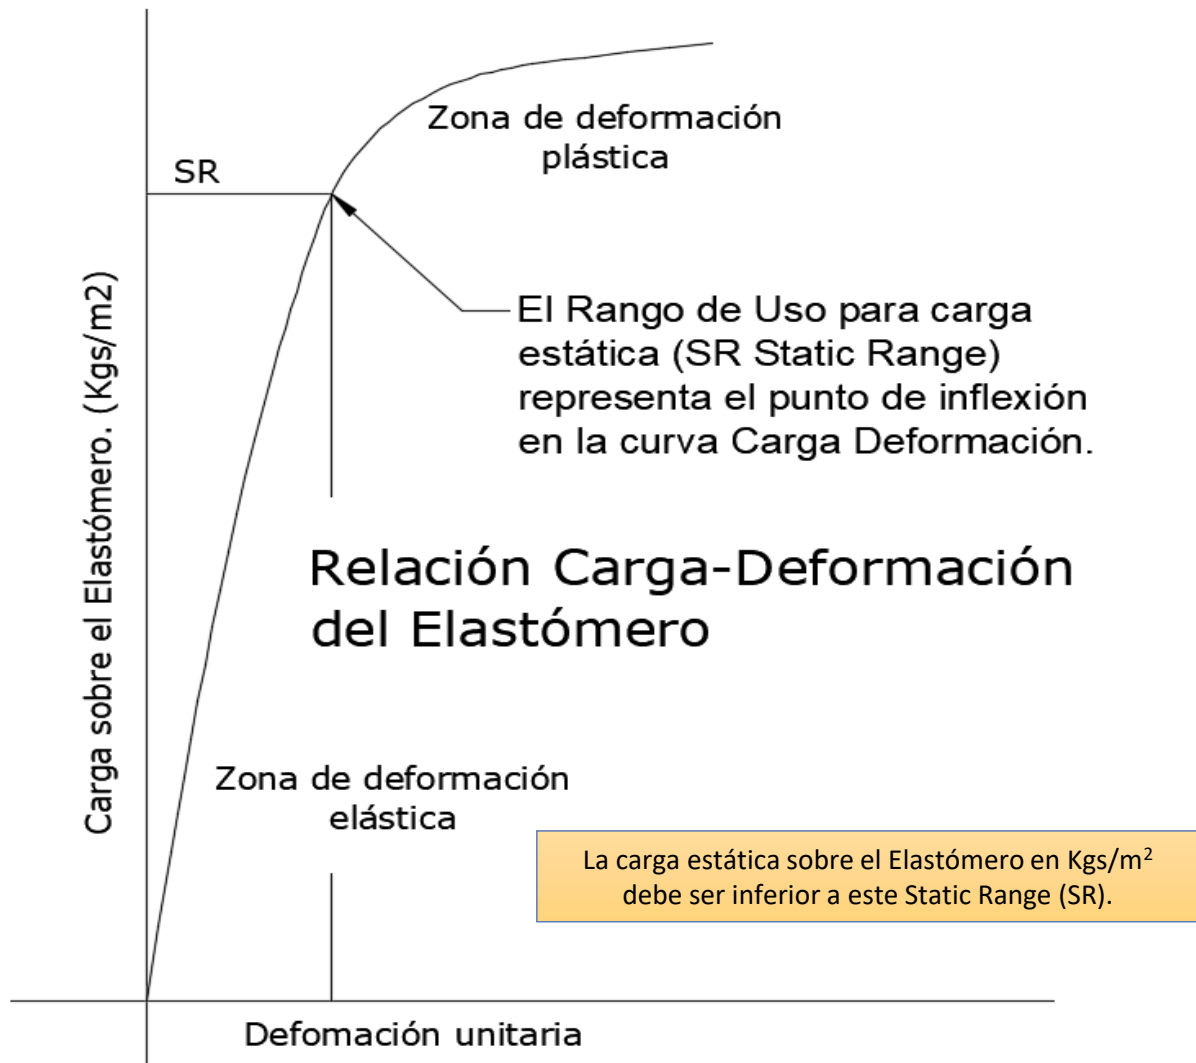 Zona de deformación
plástica
SR
El Rango de Uso para carga
estática (SR Static Range)
representa el punto de inflexión
en la curva Carga Deformación.
Carga sobre el Elastómero. (Kgs/m2)
Relación Carga-Deformación
del Elastómero
Zona de deformación
elástica
La carga estática sobre el Elastómero en Kgs/m²
debe ser inferior a este Static Range (SR).
Defomación unitaria